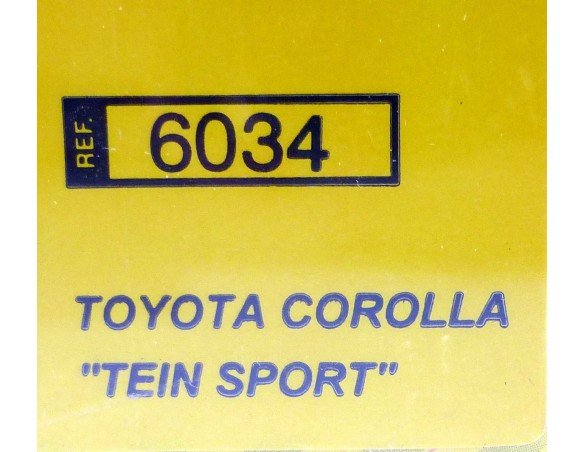 REF. 6034
TOYOTA COROLLA
"TEIN SPORT"